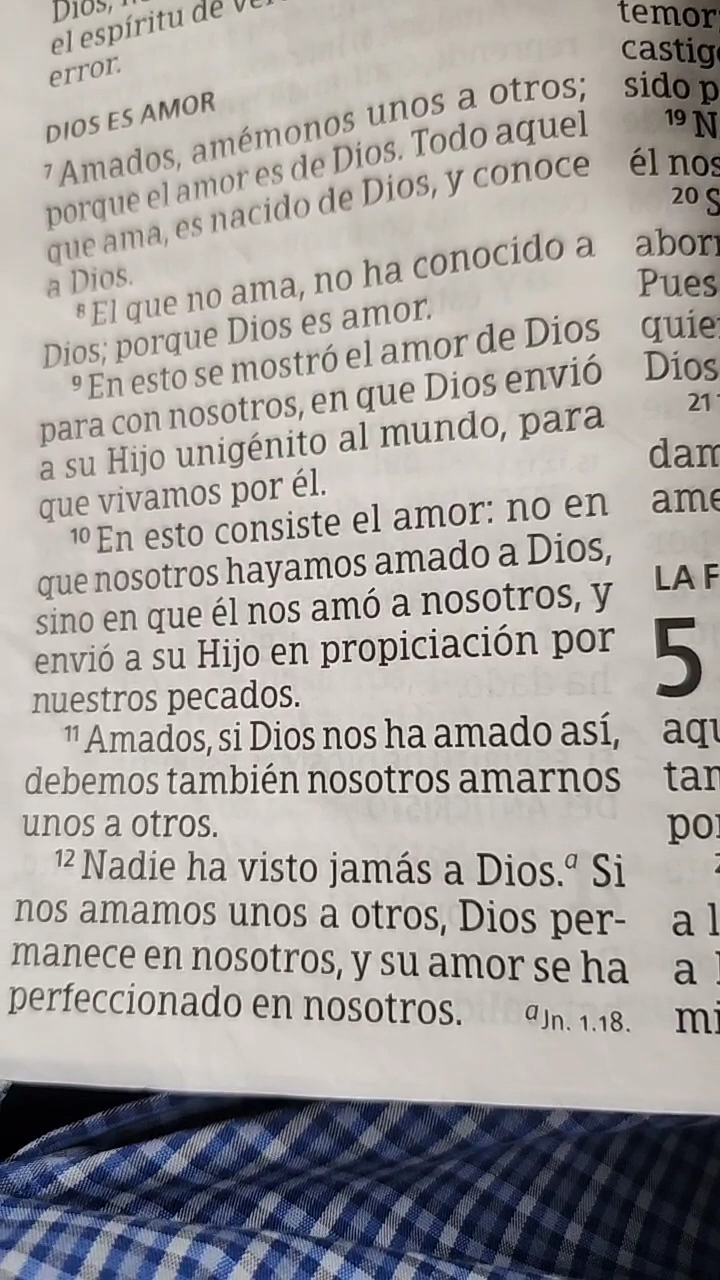 Dios,
el espíritu de
error.
DIOS ES AMOR
⁷ Amados, amémonos unos a otros;
porque el amor es de Dios. Todo aquel
que ama, es nacido de Dios, y conoce
a Dios.
⁸ El que no ama, no ha conocido a
Dios; porque Dios es amor.
⁹ En esto se mostró el amor de Dios
para con nosotros, en que Dios envió
a su Hijo unigénito al mundo, para
que vivamos por él.
¹⁰ En esto consiste el amor: no en
que nosotros hayamos amado a Dios,
sino en que él nos amó a nosotros, y
envió a su Hijo en propiciación por
nuestros pecados.
¹¹ Amados, si Dios nos ha amado así,
debemos también nosotros amarnos
unos a otros.
¹² Nadie ha visto jamás a Dios.ᵃ Si
nos amamos unos a otros, Dios per-
manece en nosotros, y su amor se ha
perfeccionado en nosotros. ᵃJn. 1.18.
temor
castig
sido p
¹⁹ N
él nos
²⁰ S
abor
Pues
quie
Dios
21
dam
ame
LA F
5
aqu
tan
por
a l
a
mi